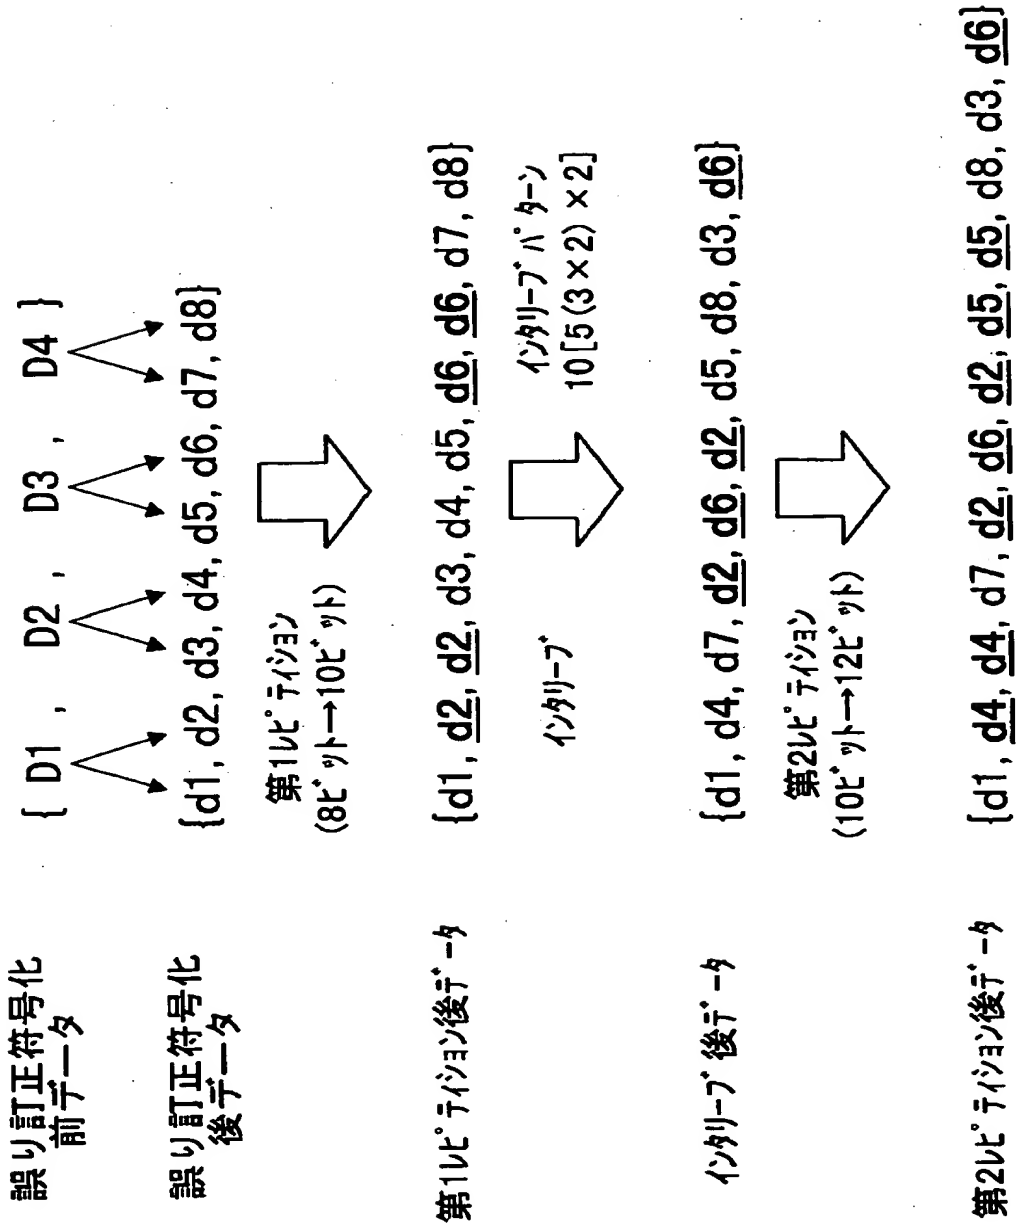 誤り訂正符号化
前データ
{ D1 , D2 , D3 , D4 }
誤り訂正符号化
後データ
{d1, d2, d3, d4, d5, d6, d7, d8}
第1ﾚﾋﾟﾃｨｼｮﾝ
(8ﾋﾞｯﾄ→10ﾋﾞｯﾄ)
第1ﾚﾋﾟﾃｨｼｮﾝ後ﾃﾞｰﾀ
{d1, d2, d2, d3, d4, d5, d6, d6, d7, d8}
ｲﾝﾀﾘｰﾌﾞ
ｲﾝﾀﾘｰﾌﾞﾊﾟﾀｰﾝ
10[5(3×2)×2]
ｲﾝﾀﾘｰﾌﾞ後ﾃﾞｰﾀ
{d1, d4, d7, d2, d6, d2, d5, d8, d3, d6}
第2ﾚﾋﾟﾃｨｼｮﾝ
(10ﾋﾞｯﾄ→12ﾋﾞｯﾄ)
第2ﾚﾋﾟﾃｨｼｮﾝ後ﾃﾞｰﾀ
{d1, d4, d4, d7, d2, d6, d2, d5, d5, d8, d3, d6}